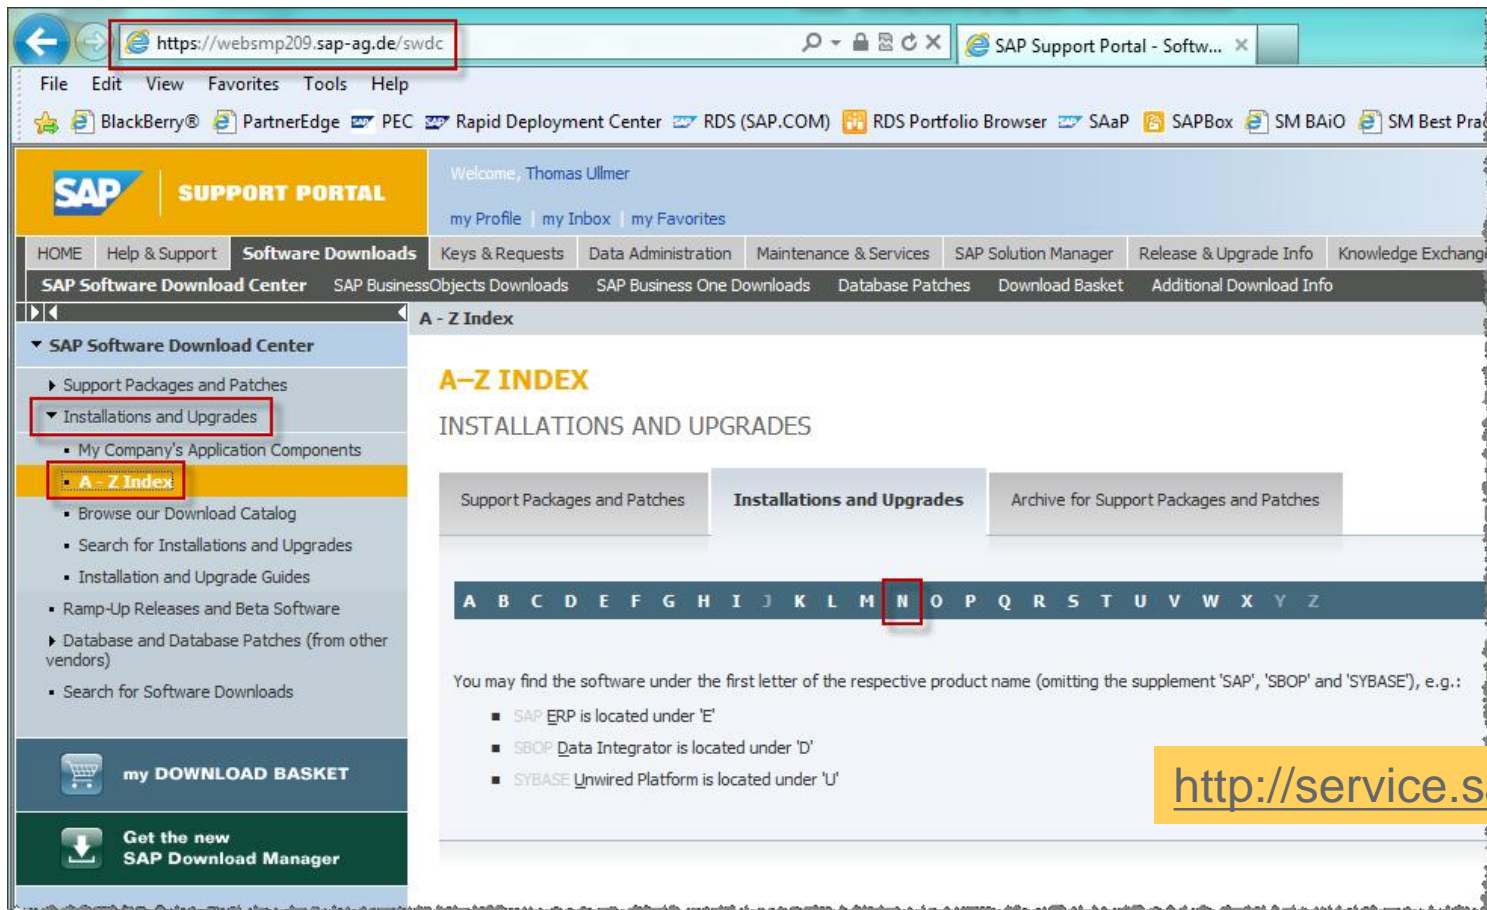 https://websmp209.sap-ag.de/swdc
SAP Support Portal - Softw...
File Edit View Favorites Tools Help
BlackBerry® PartnerEdge PEC Rapid Deployment Center RDS (SAP.COM) RDS Portfolio Browser SAaP SAPBox SM BAiO SM Best
SAP SUPPORT PORTAL
Welcome, Thomas Ullmer
my Profile | my Inbox | my Favorites
HOME Help & Support Software Downloads Keys & Requests Data Administration Maintenance & Services SAP Solution Manager Release & Upgrade Info Knowledge Exchange
SAP Software Download Center SAP BusinessObjects Downloads SAP Business One Downloads Database Patches Download Basket Additional Download Info
A - Z Index
SAP Software Download Center
Support Packages and Patches
Installations and Upgrades
My Company's Application Components
A - Z Index
Browse our Download Catalog
Search for Installations and Upgrades
Installation and Upgrade Guides
Ramp-Up Releases and Beta Software
Database and Database Patches (from other
vendors)
Search for Software Downloads
my DOWNLOAD BASKET
Get the new
SAP Download Manager
A–Z INDEX
INSTALLATIONS AND UPGRADES
Support Packages and Patches Installations and Upgrades Archive for Support Packages and Patches
A B C D E F G H I J K L M N O P Q R S T U V W X Y Z
You may find the software under the first letter of the respective product name (omitting the supplement 'SAP', 'SBOP' and 'SYBASE'), e.g.:
SAP ERP is located under 'E'
SBOP Data Integrator is located under 'D'
SYBASE Unwired Platform is located under 'U'
http://service.s